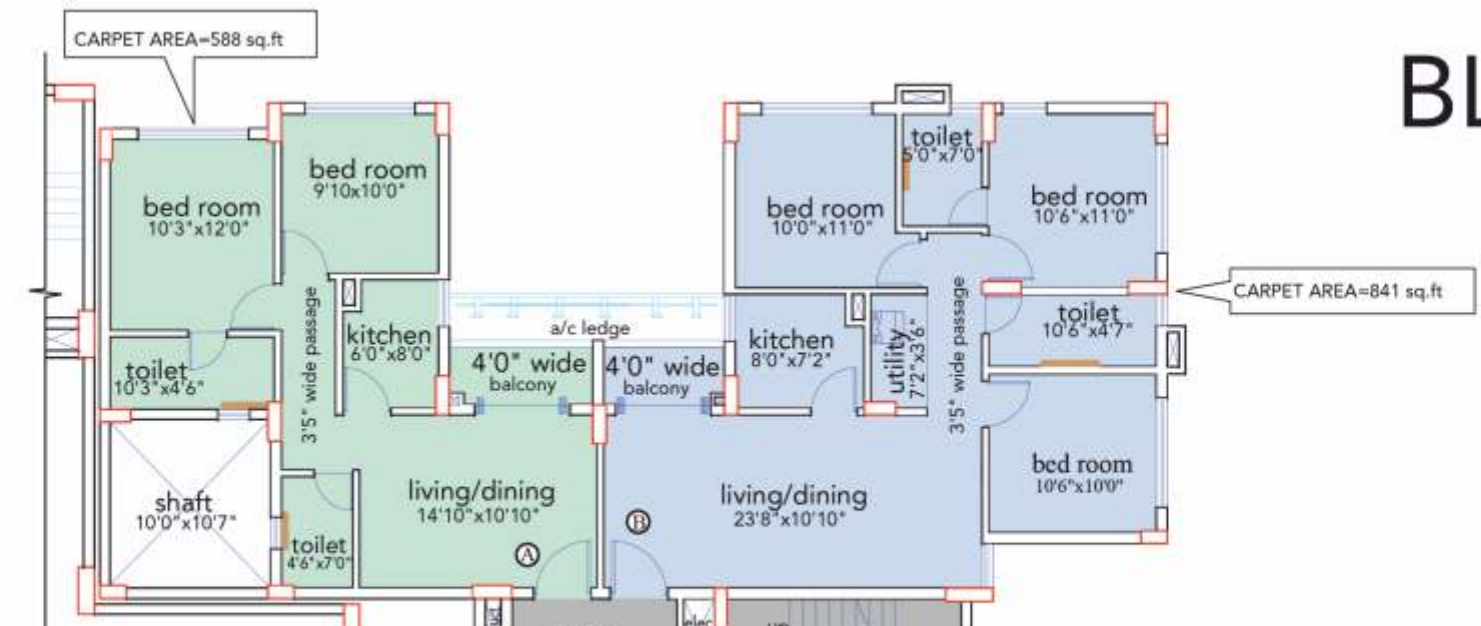 CARPET AREA=588 sq.ft
BL
bed room
10'3"x12'0"
bed room
9'10x10'0"
toilet
10'3"x4'6"
3'5" wide passage
kitchen
6'0"x8'0"
a/c ledge
4'0" wide
balcony
shaft
10'0"x10'7"
toilet
4'6"x7'0"
living/dining
14'10"x10'10"
A
4'0" wide
balcony
bed room
10'0"x11'0"
toilet
5'0"x7'0"
bed room
10'6"x11'0"
CARPET AREA=841 sq.ft
kitchen
8'0"x7'2"
utility
7'2"x3'6"
3'5" wide passage
toilet
10'6"x4'7"
bed room
10'6"x10'0"
living/dining
23'8"x10'10"
B
elec